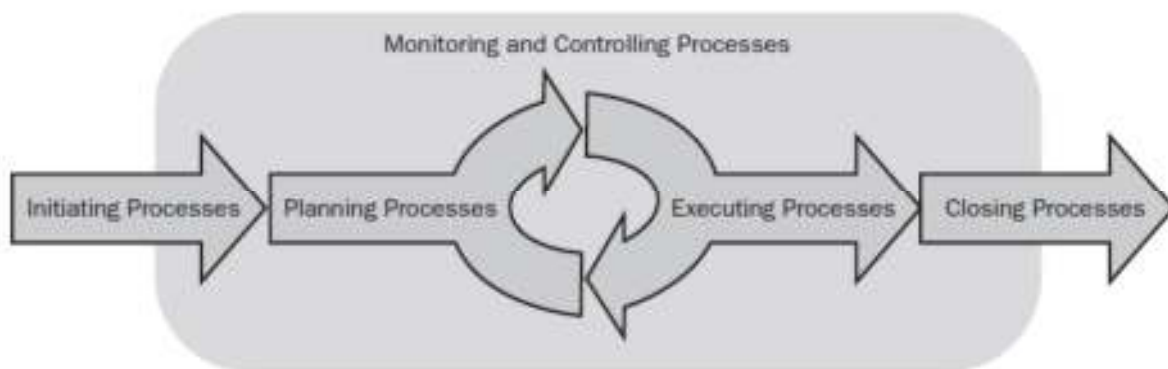 Monitoring and Controlling Processes
Initiating Processes
Planning Processes
Executing Processes
Closing Processes